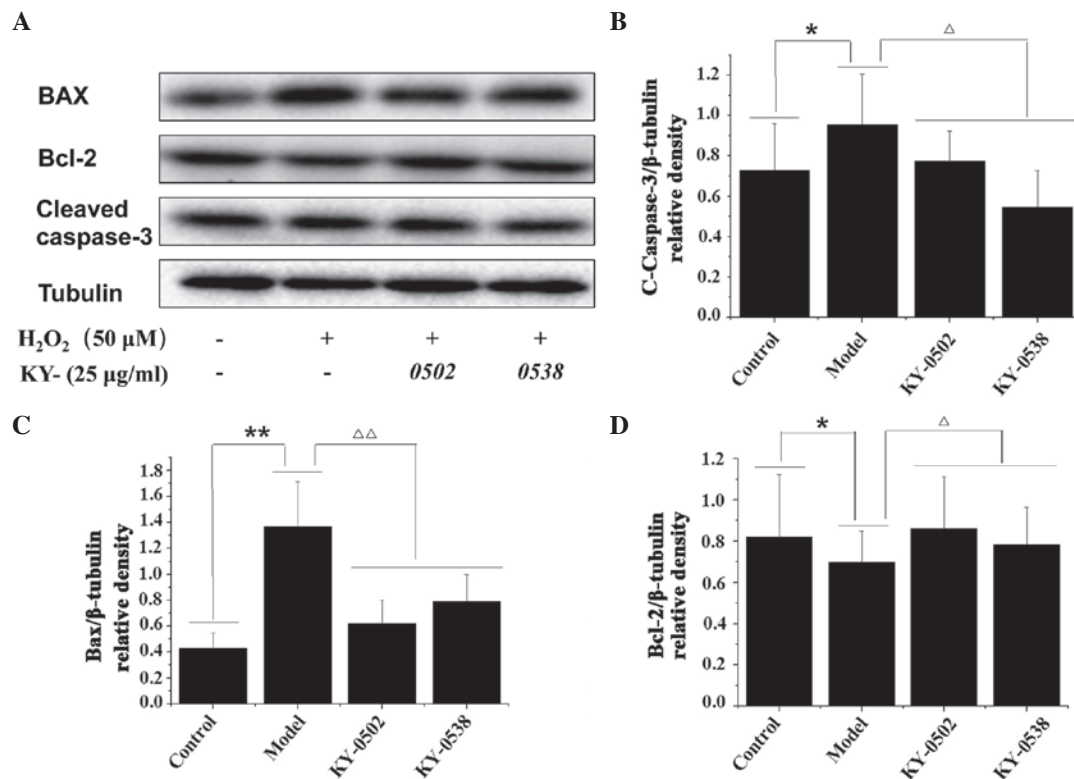 A
BAX
Bcl-2
Cleaved
caspase-3
Tubulin
H₂O₂ (50 μM) - + + +
KY- (25 μg/ml) - - 0502 0538
B
* △
C-Caspase-3/β-tubulin
relative density
1.2
1.0
0.8
0.6
0.4
0.2
0.0
Control
Model
KY-0502
KY-0538
C
** △△
Bax/β-tubulin
relative density
1.8
1.6
1.4
1.2
1.0
0.8
0.6
0.4
0.2
0.0
Control
Model
KY-0502
KY-0538
D
* △
Bcl-2/β-tubulin
relative density
1.2
1.0
0.8
0.6
0.4
0.2
0.0
Control
Model
KY-0502
KY-0538